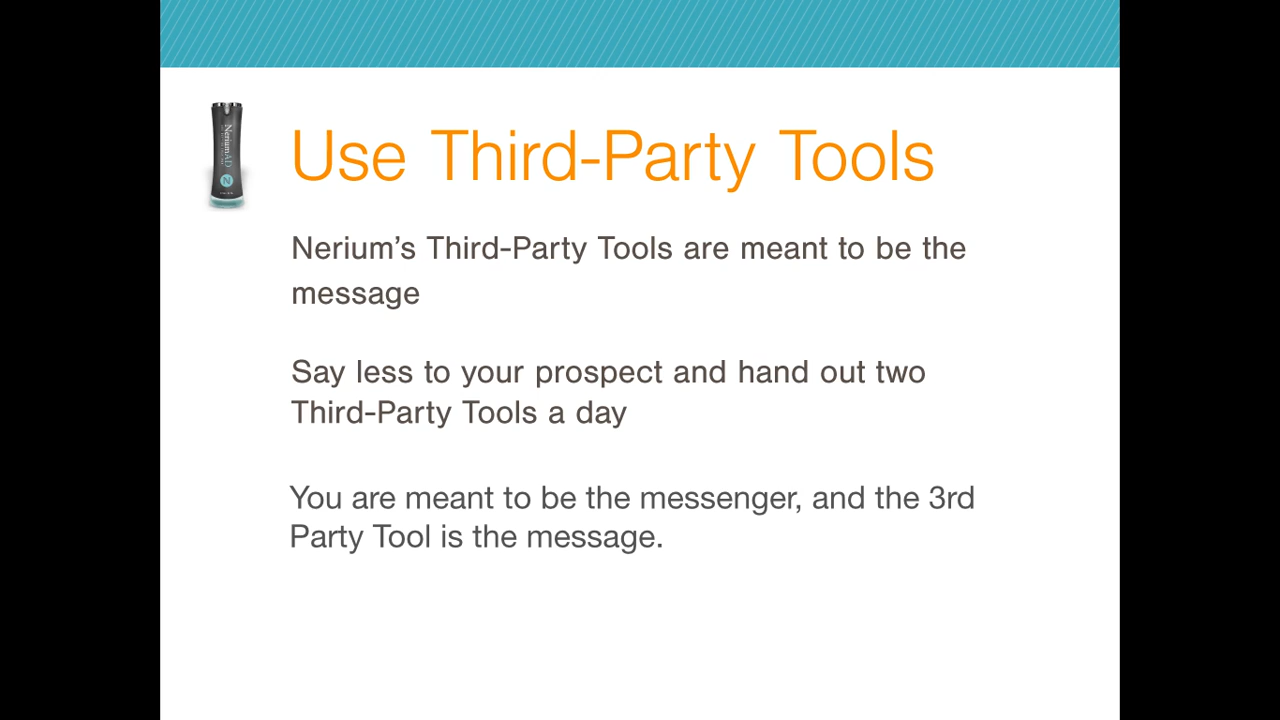 Use Third-Party Tools
Nerium's Third-Party Tools are meant to be the
message
Say less to your prospect and hand out two
Third-Party Tools a day
You are meant to be the messenger, and the 3rd
Party Tool is the message.
NeriumAD
N